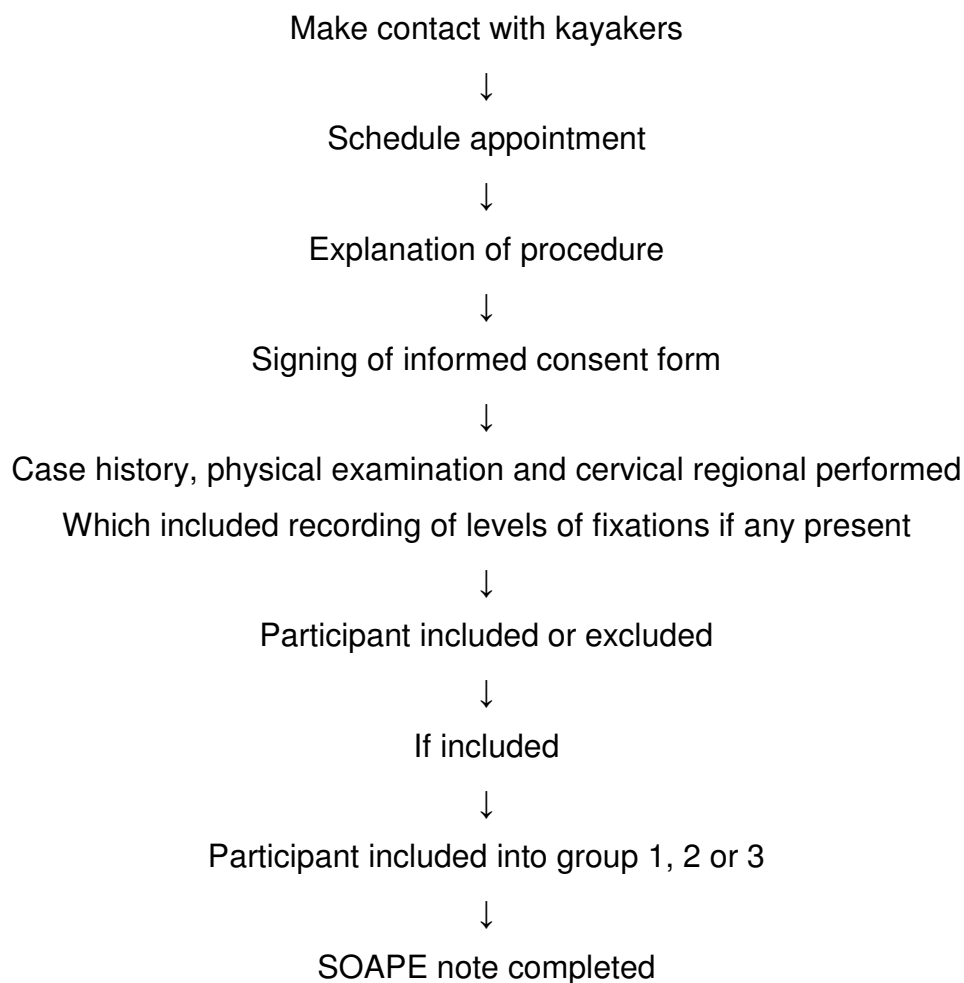 Make contact with kayakers
↓
Schedule appointment
↓
Explanation of procedure
↓
Signing of informed consent form
↓
Case history, physical examination and cervical regional performed
Which included recording of levels of fixations if any present
↓
Participant included or excluded
↓
If included
↓
Participant included into group 1, 2 or 3
↓
SOAPE note completed